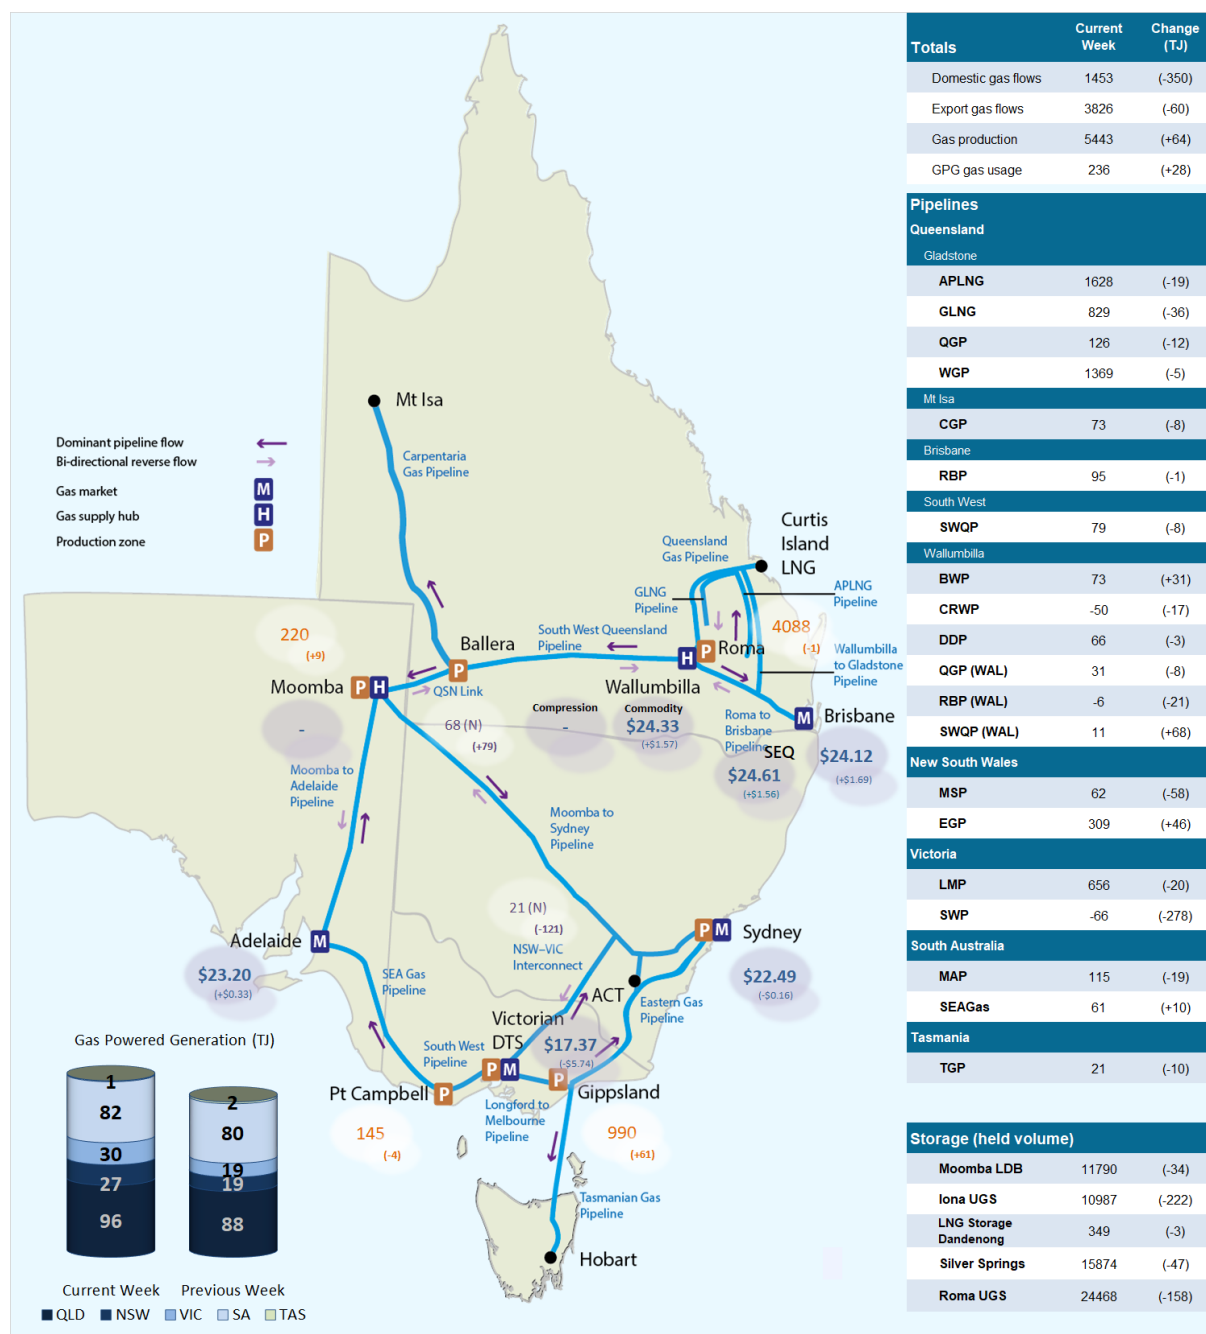 Mt Isa
Dominant pipeline flow
Bi-directional reverse flow
Gas market M
Gas supply hub H
Production zone P
Carpentaria
Gas Pipeline
Curtis
Island
LNG
Queensland
Gas Pipeline
GLNG
Pipeline
APLNG
Pipeline
220
(+9)
Ballera
South West Queensland
Pipeline
4088
(-1)
H P Roma
Wallumbilla
to Gladstone
Pipeline
P
Moomba P H
QSN Link
Wallumbilla
68 (N)
(+79)
Compression
-
Commodity
$24.33
(+$1.57)
Roma to
Brisbane
Pipeline
M Brisbane
SEQ
$24.61
(+$1.56)
$24.12
(+$1.69)
-
Moomba to
Adelaide
Pipeline
Moomba to
Sydney
Pipeline
21 (N)
(-121)
NSW–VIC
Interconnect
Adelaide M
P M Sydney
$23.20
(+$0.33)
SEA Gas
Pipeline
$22.49
(-$0.16)
ACT
Eastern Gas
Pipeline
Victorian
DTS
$17.37
(-$5.74)
South West
Pipeline
P M
P
Pt Campbell P
Gippsland
Longford to
Melbourne
Pipeline
145
(-4)
990
(+61)
Tasmanian Gas
Pipeline
Hobart
Gas Powered Generation (TJ)
1
82
30
27
96
2
80
19
19
88
Current Week Previous Week
QLD NSW VIC SA TAS
Totals Current Week Change (TJ)
Domestic gas flows 1453 (-350)
Export gas flows 3826 (-60)
Gas production 5443 (+64)
GPG gas usage 236 (+28)
Pipelines
Queensland
Gladstone
APLNG 1628 (-19)
GLNG 829 (-36)
QGP 126 (-12)
WGP 1369 (-5)
Mt Isa
CGP 73 (-8)
Brisbane
RBP 95 (-1)
South West
SWQP 79 (-8)
Wallumbilla
BWP 73 (+31)
CRWP -50 (-17)
DDP 66 (-3)
QGP (WAL) 31 (-8)
RBP (WAL) -6 (-21)
SWQP (WAL) 11 (+68)
New South Wales
MSP 62 (-58)
EGP 309 (+46)
Victoria
LMP 656 (-20)
SWP -66 (-278)
South Australia
MAP 115 (-19)
SEAGas 61 (+10)
Tasmania
TGP 21 (-10)
Storage (held volume)
Moomba LDB 11790 (-34)
Iona UGS 10987 (-222)
LNG Storage
Dandenong 349 (-3)
Silver Springs 15874 (-47)
Roma UGS 24468 (-158)